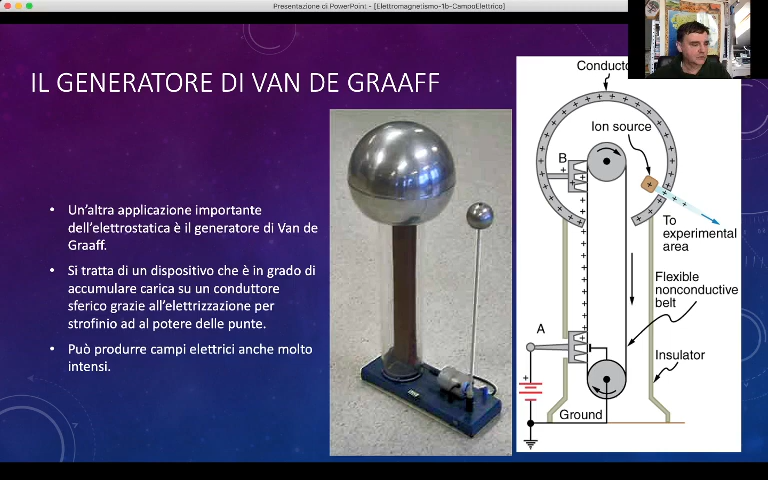 Presentazione di PowerPoint - [Elettromagnetismo-1b-CampoElettrico]
IL GENERATORE DI VAN DE GRAAFF
• Un'altra applicazione importante
dell'elettrostatica è il generatore di Van de
Graaff.
• Si tratta di un dispositivo che è in grado di
accumulare carica su un conduttore
sferico grazie all'elettrizzazione per
strofinio ad al potere delle punte.
• Può produrre campi elettrici anche molto
intensi.
Conducto
Ion source
B
To
experimental
area
Flexible
nonconductive
belt
A
Insulator
Ground